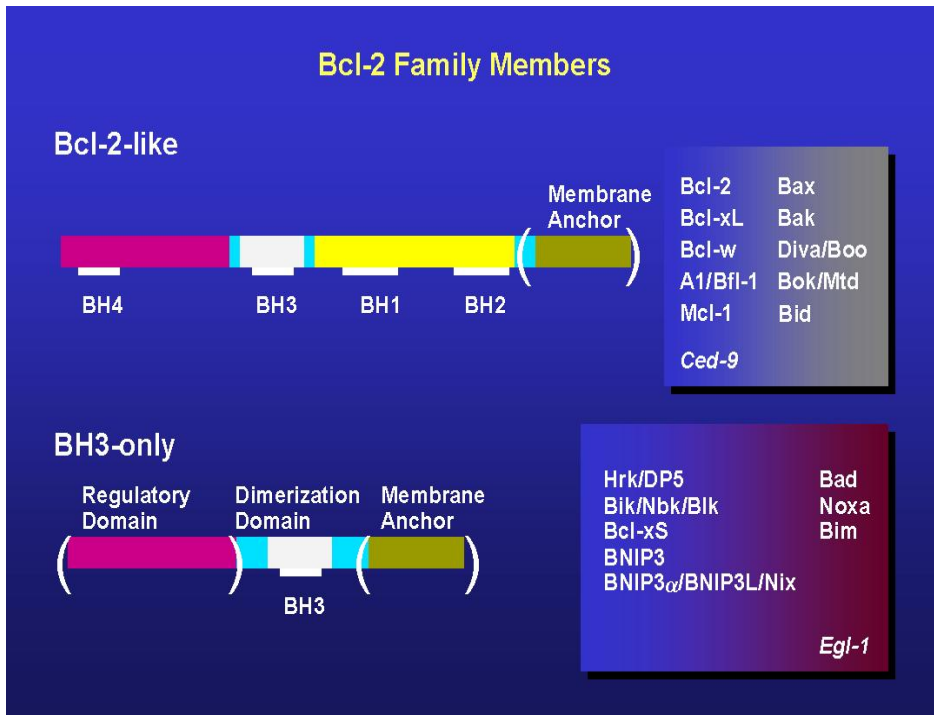 Bcl-2 Family Members
Bcl-2-like
Membrane
Anchor
BH4
BH3
BH1
BH2
Bcl-2 Bax
Bcl-xL Bak
Bcl-w Diva/Boo
A1/Bfl-1 Bok/Mtd
Mcl-1 Bid
Ced-9
BH3-only
Regulatory
Domain
Dimerization
Domain
Membrane
Anchor
BH3
Hrk/DP5 Bad
Bik/Nbk/Blk Noxa
Bcl-xS Bim
BNIP3
BNIP3α/BNIP3L/Nix
Egl-1